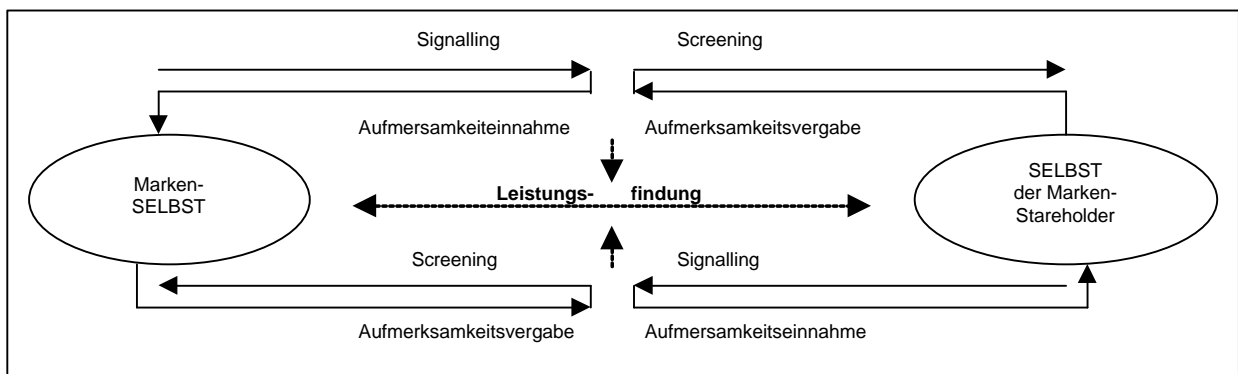 Signalling
Screening
Aufmersamkeiteinnahme
Aufmerksamkeitsvergabe
Marken-
SELBST
Leistungs- findung
SELBST
der Marken-
Stareholder
Screening
Signalling
Aufmerksamkeitsvergabe
Aufmersamkeitseinnahme